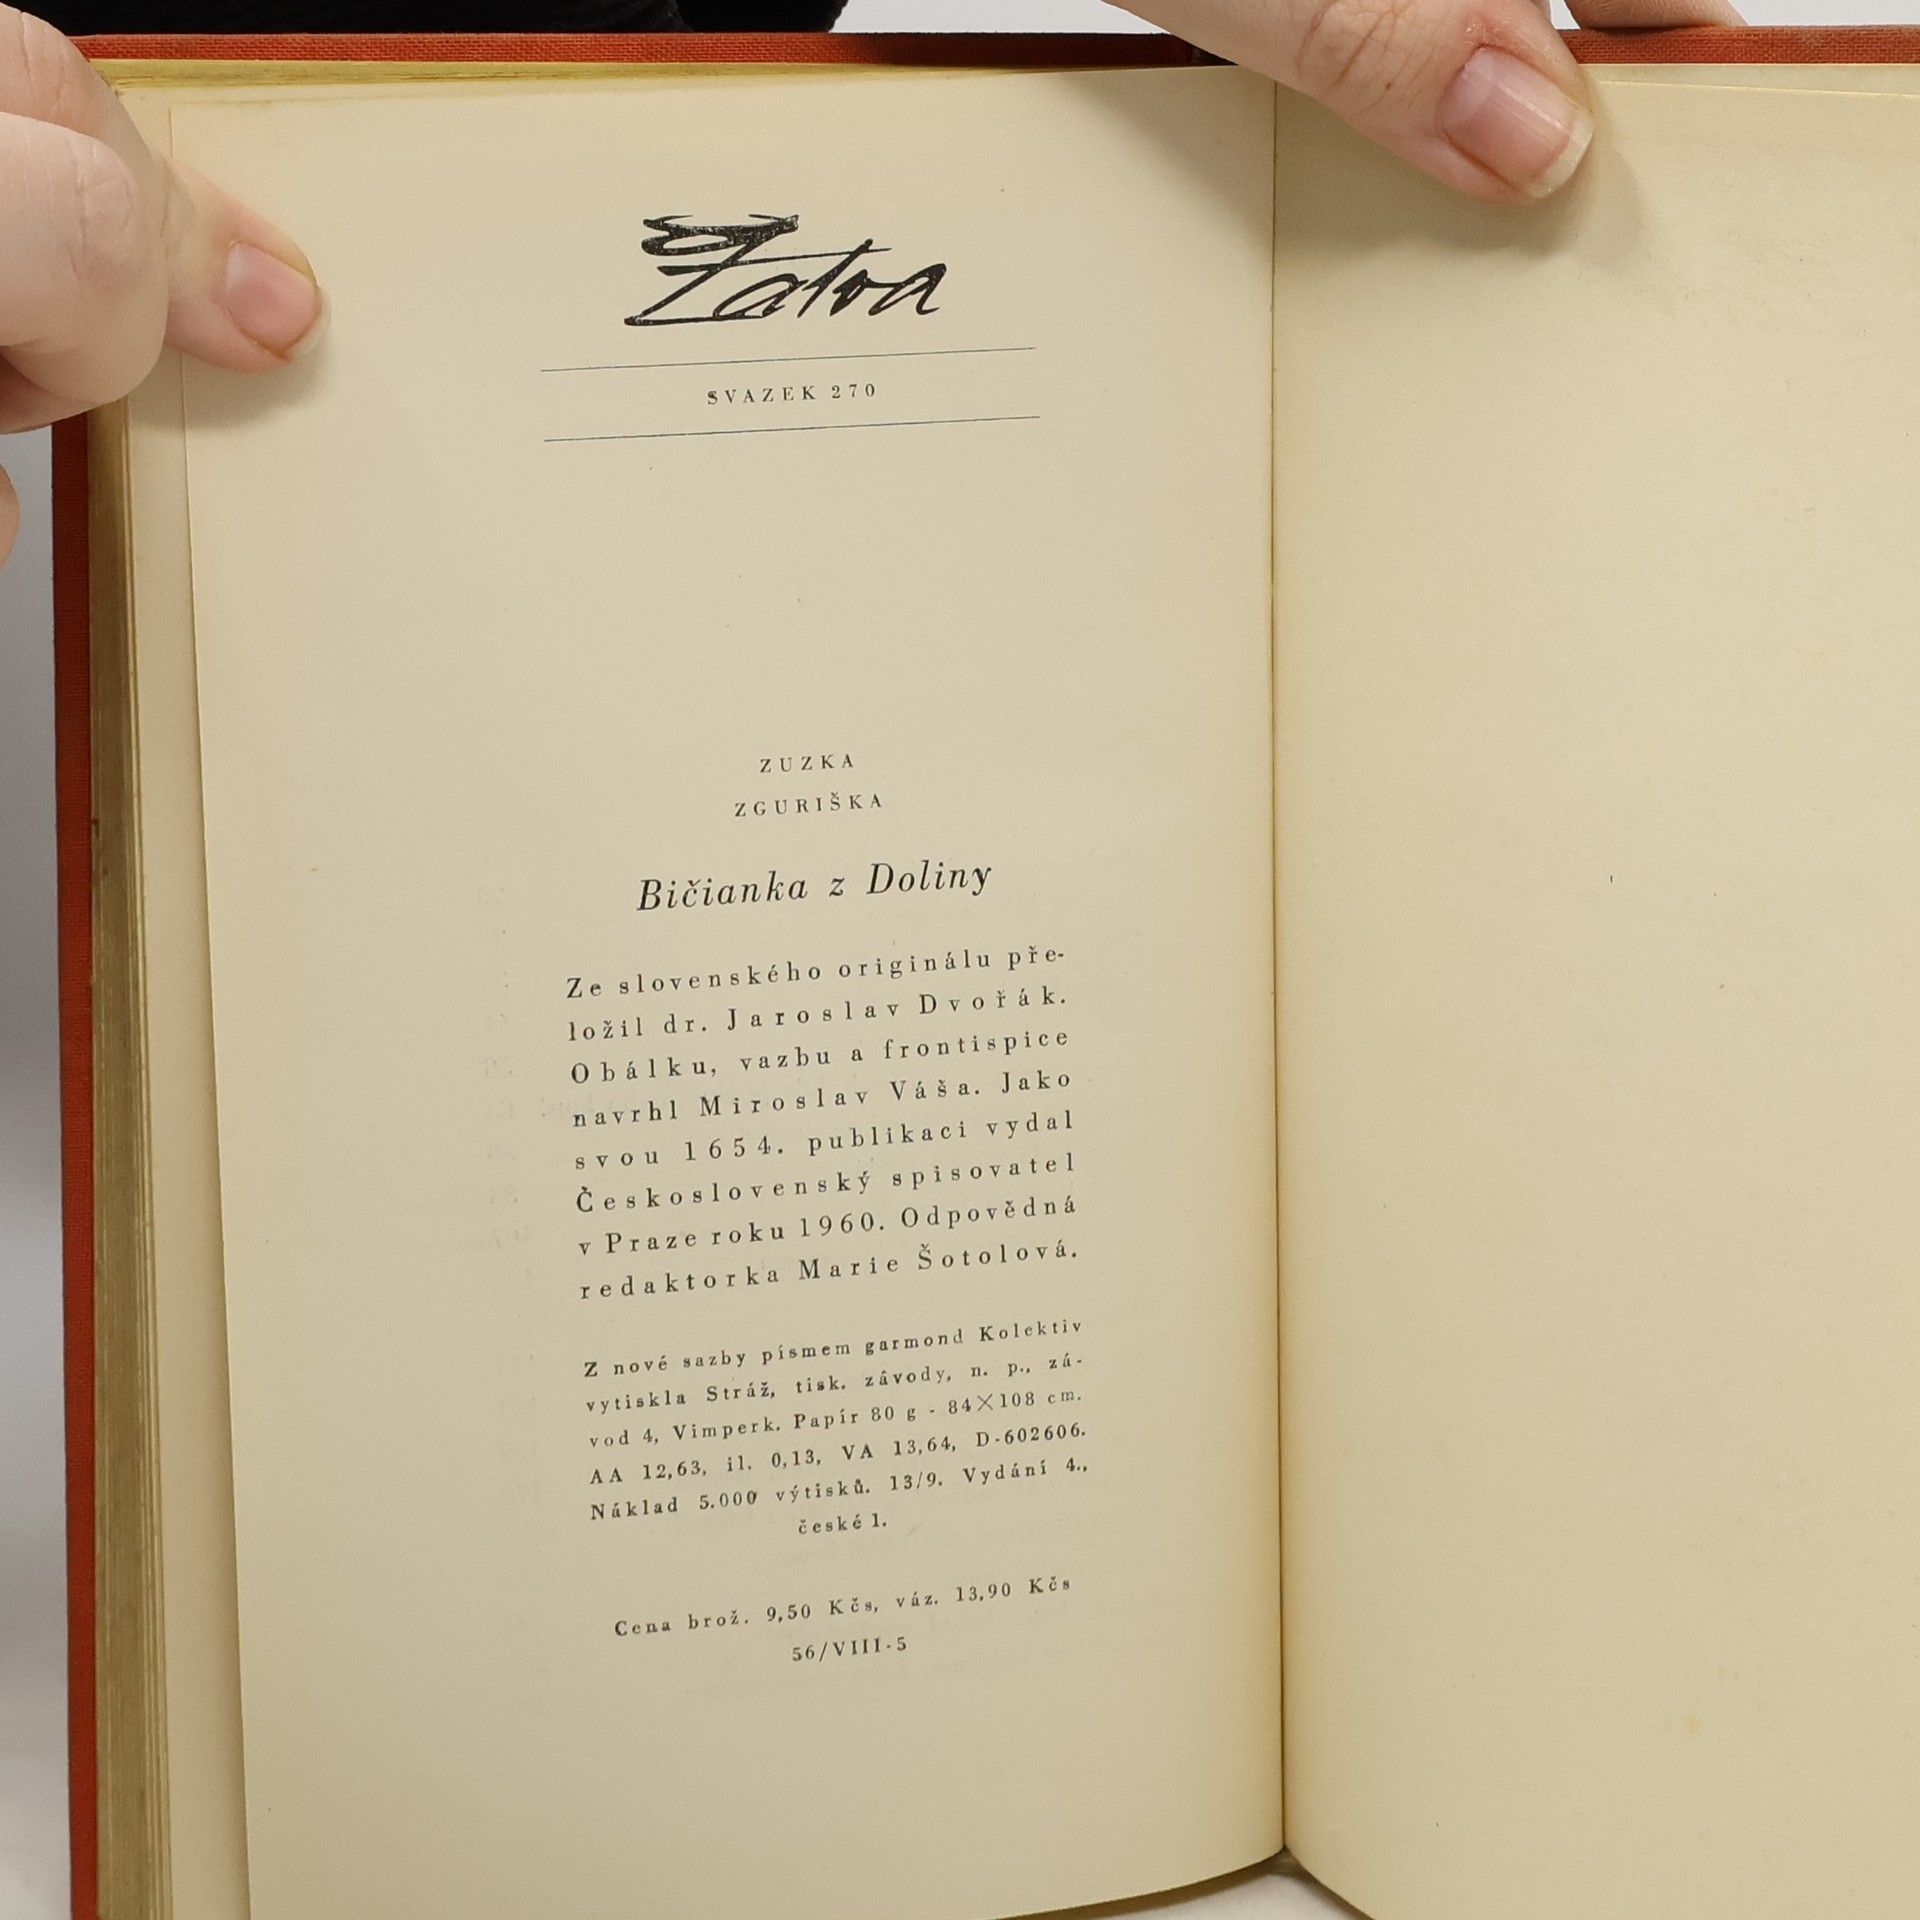 Žatva
SVAZEK 270
ZUZKA
ZGURIŠKA
Bičianka z Doliny
Ze slovenského originálu pře-
ložil dr. Jaroslav Dvořák.
Obálku, vazbu a frontispice
navrhl Miroslav Váša. Jako
svou 1654. publikaci vydal
Československý spisovatel
v Praze roku 1960. Odpovědná
redaktorka Marie Šotolová.
Z nové sazby písmem garmond Kolektiv
vytiskla Stráž, tisk. závody, n. p., zá-
vod 4, Vimperk. Papír 80 g - 84×108 cm.
AA 12,63, il. 0,13, VA 13,64, D-602606.
Náklad 5.000 výtisků. 13/9. Vydání 4.,
české 1.
Cena brož. 9,50 Kčs, váz. 13,90 Kčs
56/VIII-5